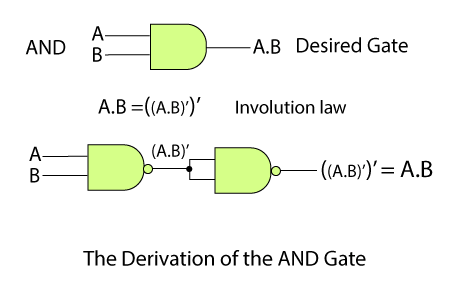 AND A B A.B Desired Gate
A.B =((A.B)′)′ Involution law
A B (A.B)′ ((A.B)′)′ = A.B
The Derivation of the AND Gate